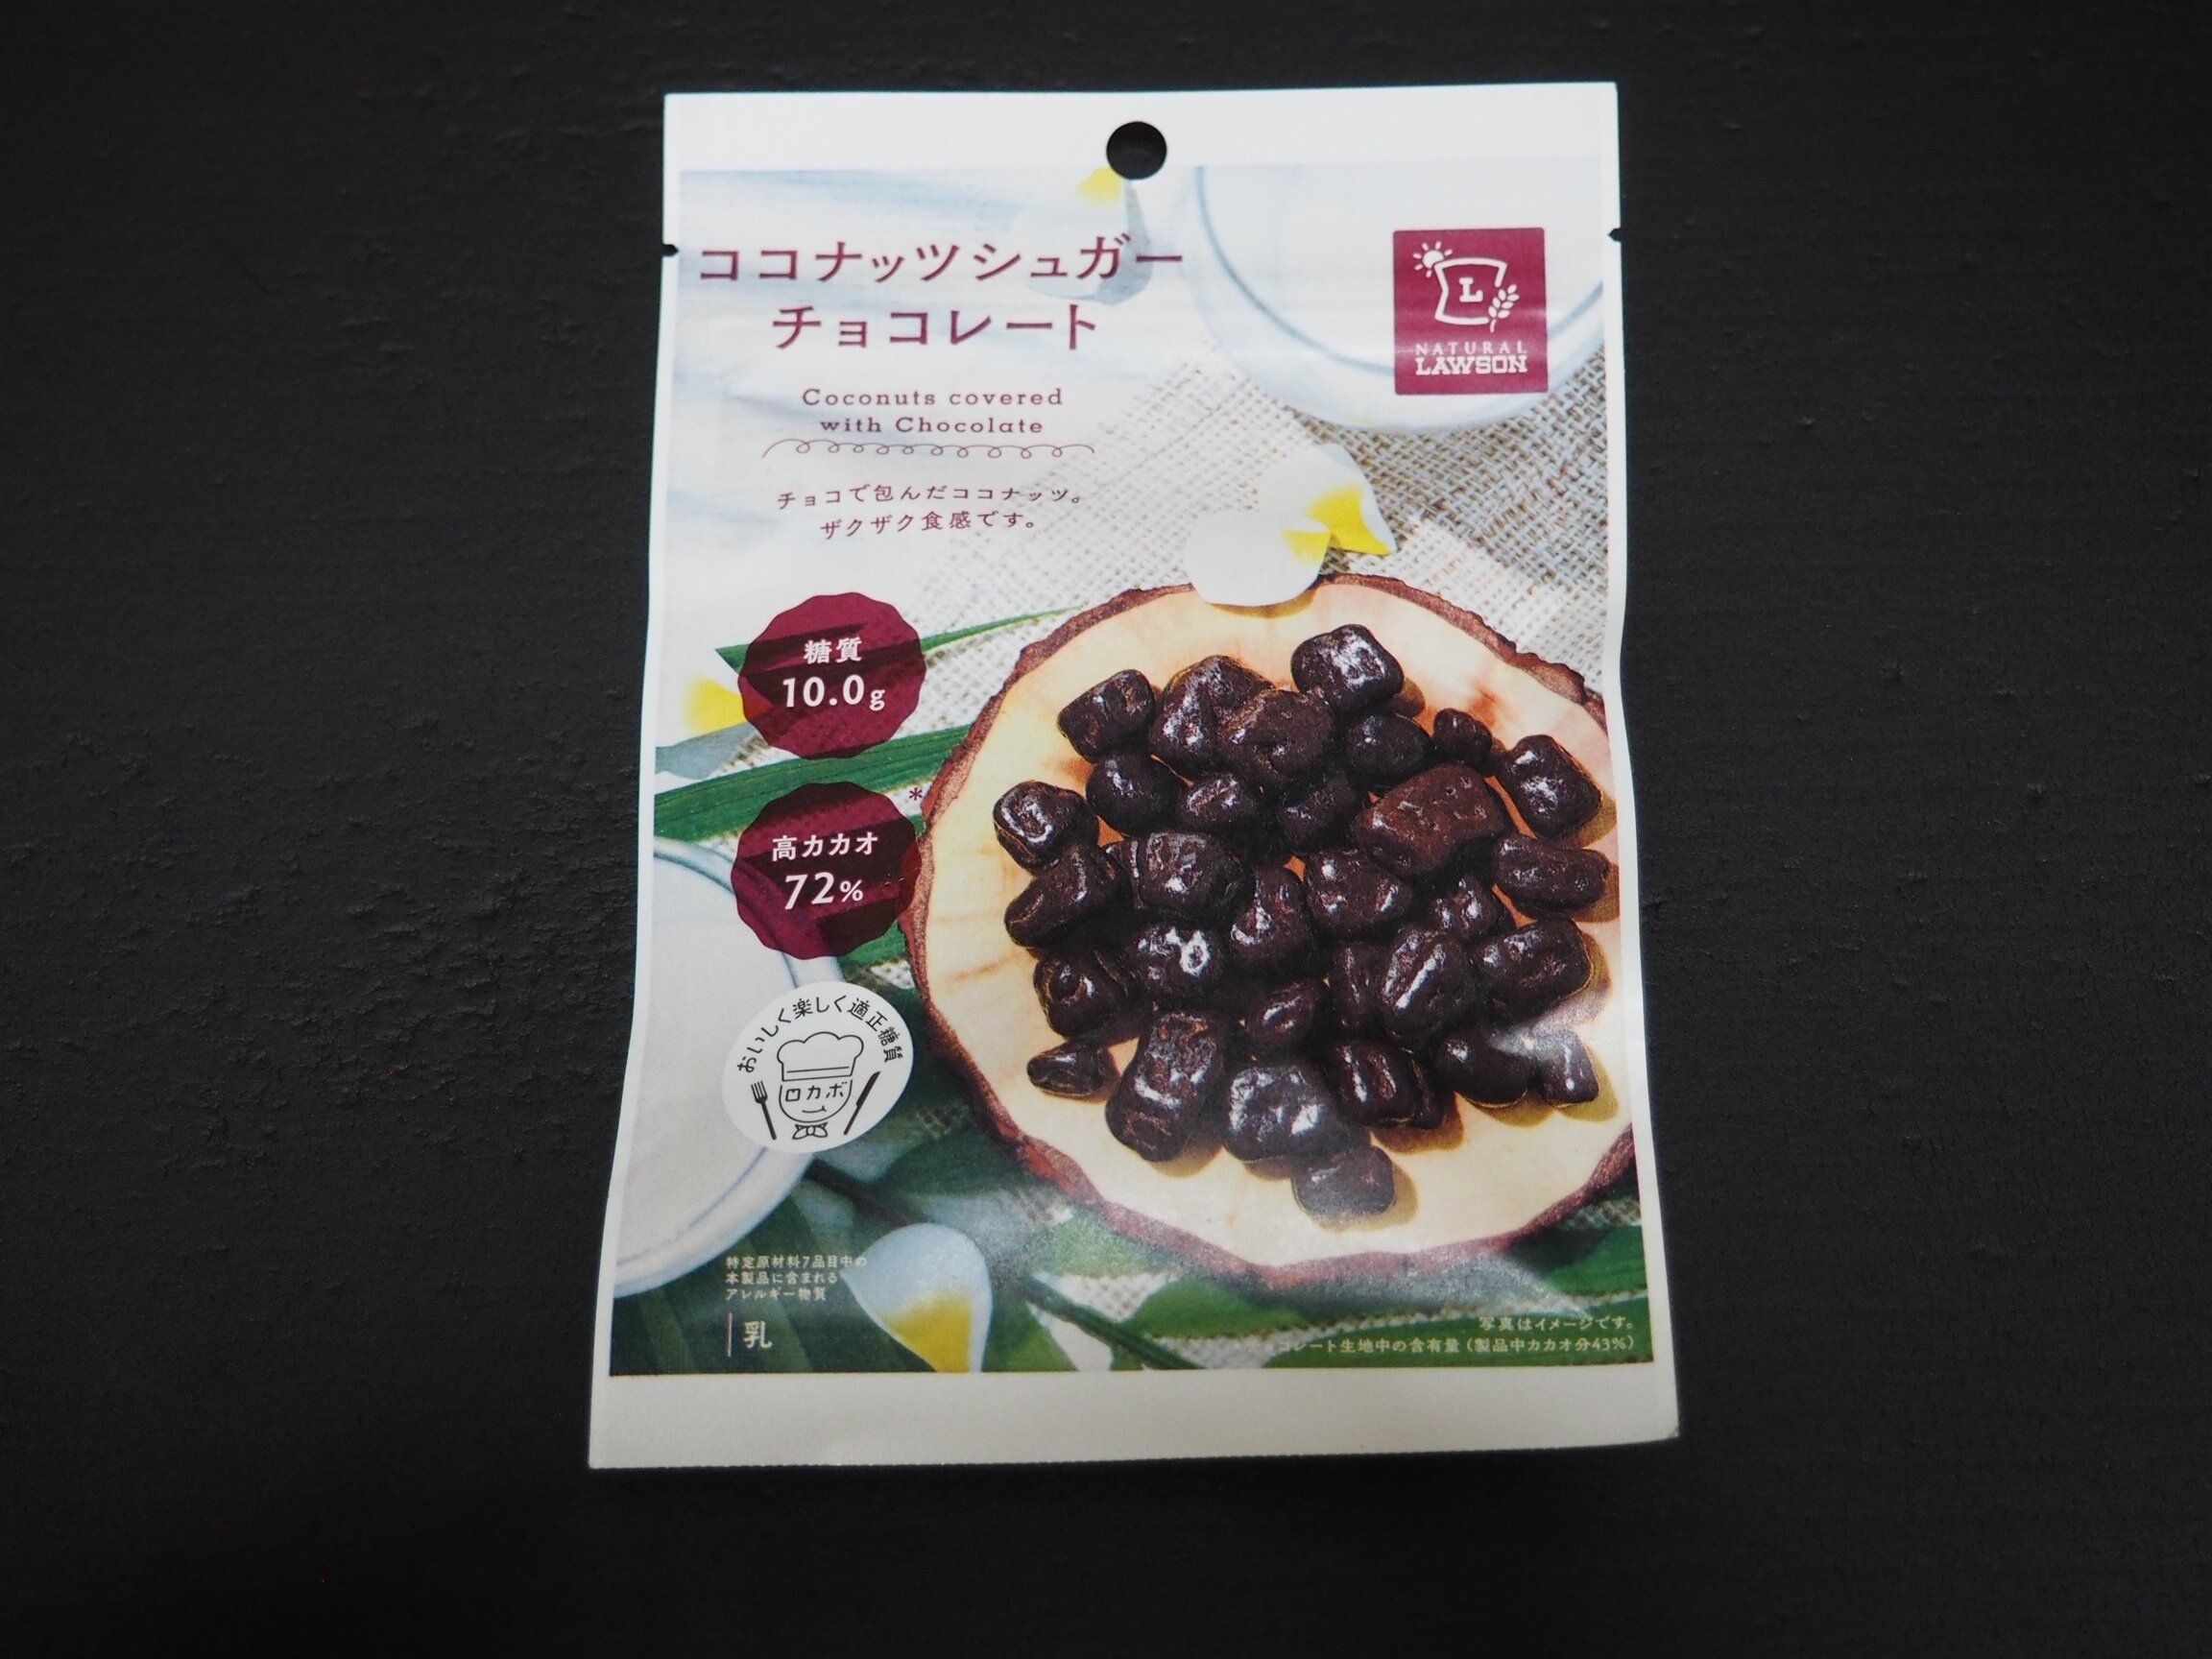 ココナッツシュガー
チョコレート
Coconuts covered
with Chocolate
チョコで包んだココナッツ。
ザクザク食感です。
L
NATURAL
LAWSON
糖質
10.0g
*
高カカオ
72%
おいしく楽しく適正糖質
ロカボ
特定原材料7品目中の
本製品に含まれる
アレルギー物質
乳
写真はイメージです。
チョコレート生地中の含有量(製品中カカオ分43%)